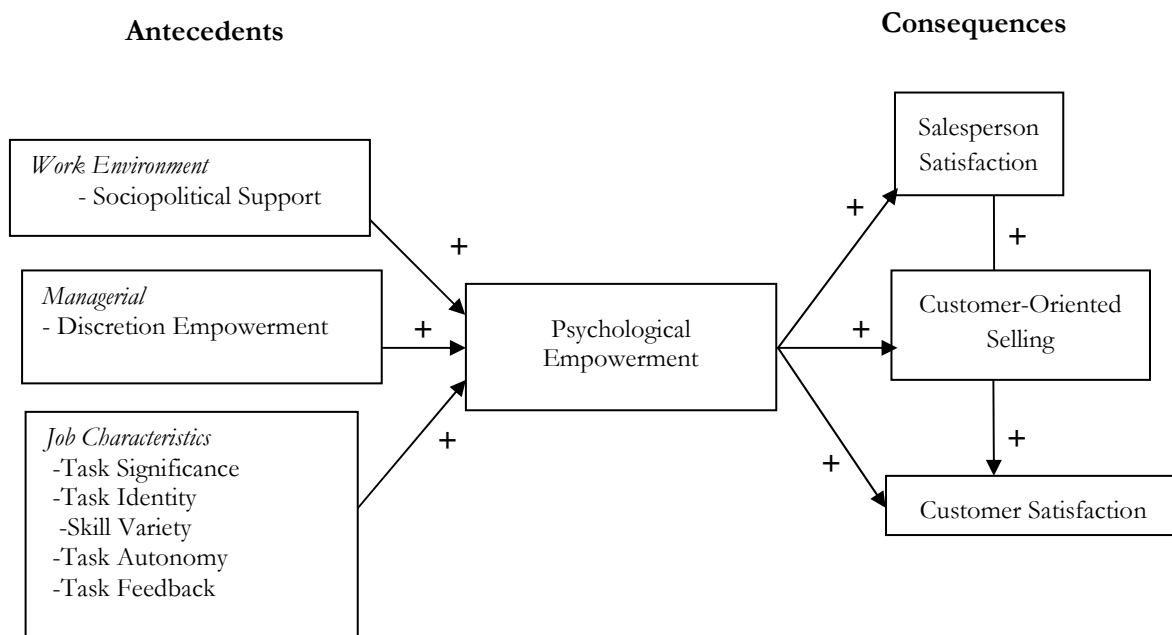 Antecedents
Consequences
Work Environment
- Sociopolitical Support
Managerial
- Discretion Empowerment
Job Characteristics
-Task Significance
-Task Identity
-Skill Variety
-Task Autonomy
-Task Feedback
+
+
+
Psychological
Empowerment
+
+
+
Salesperson
Satisfaction
+
Customer-Oriented
Selling
+
Customer Satisfaction